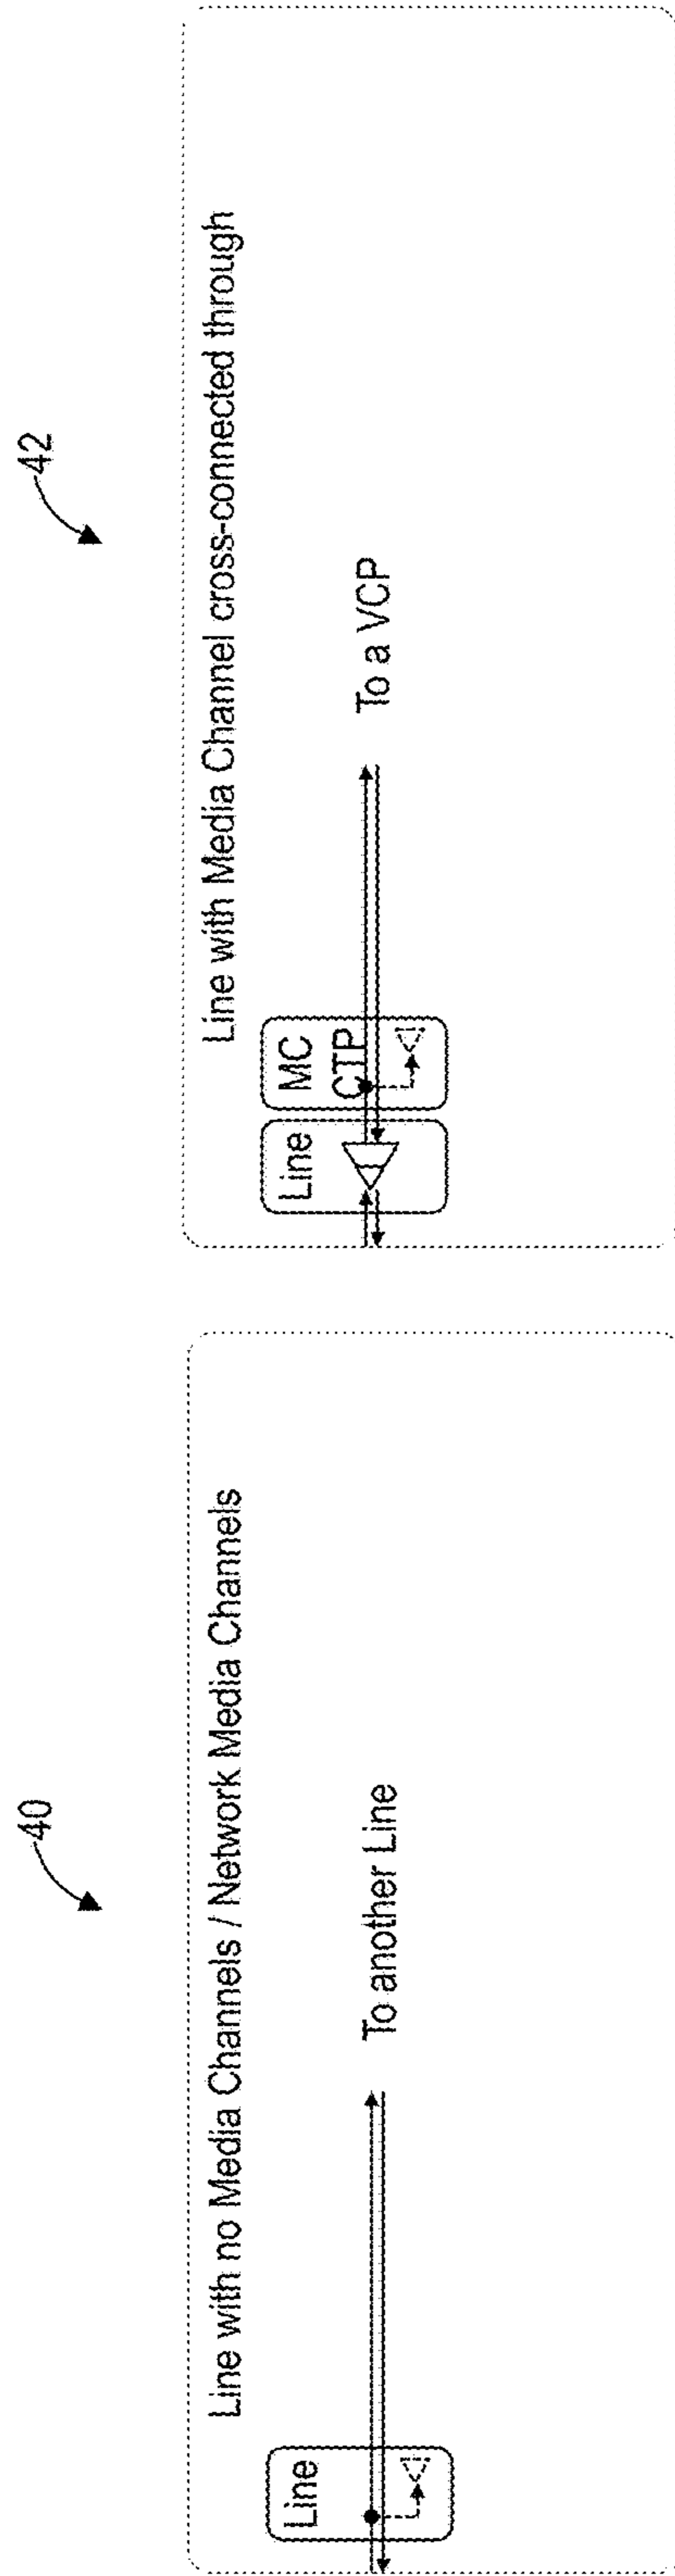 40
Line with no Media Channels / Network Media Channels
Line
To another Line
42
Line with Media Channel cross-connected through
Line
MC
CTP
To a VCP